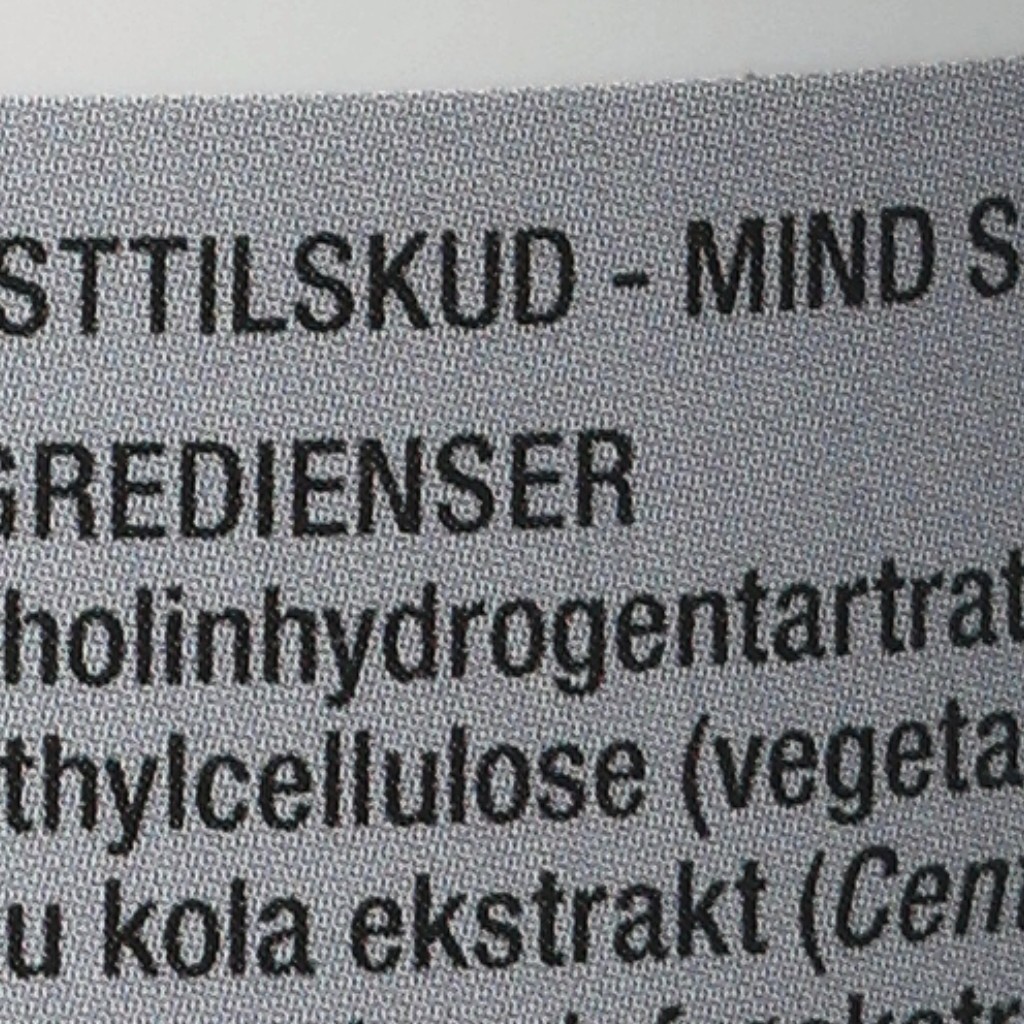 STTILSKUD - MIND S
GREDIENSER
holinhydrogentartrat
thylcellulose (vegeta
u kola ekstrakt (Cen